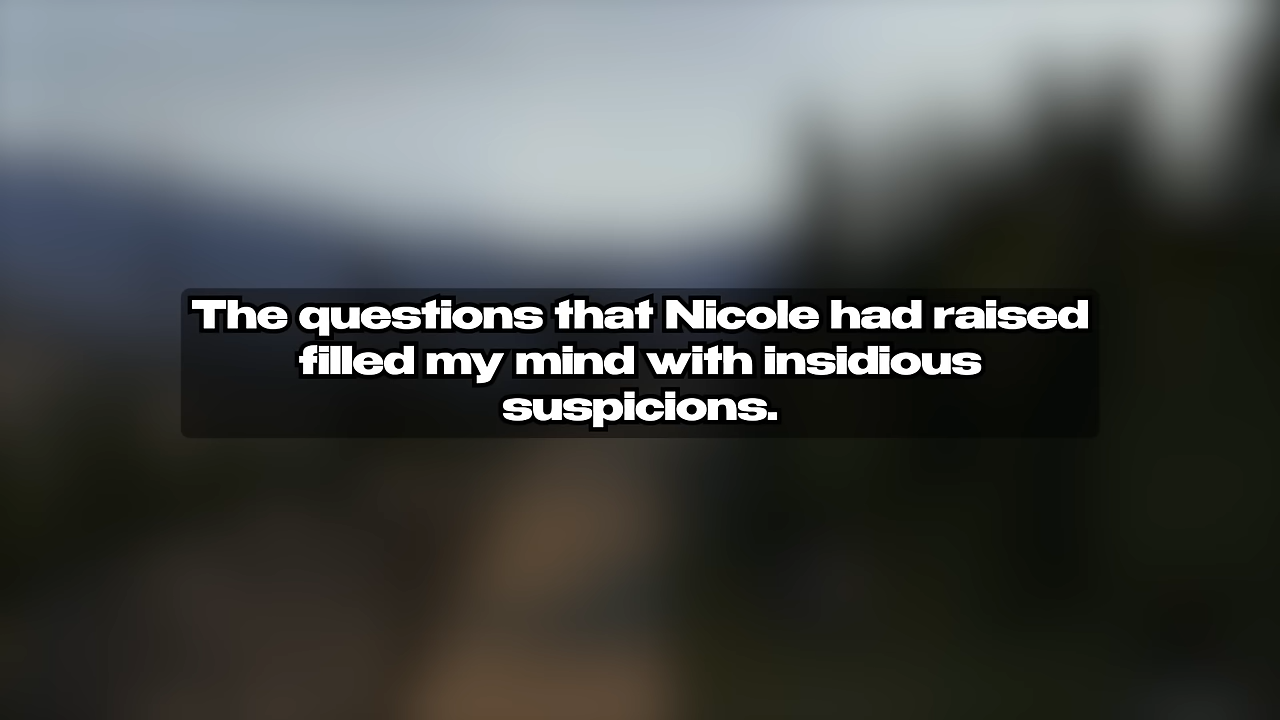 The questions that Nicole had raised
filled my mind with insidious
suspicions.